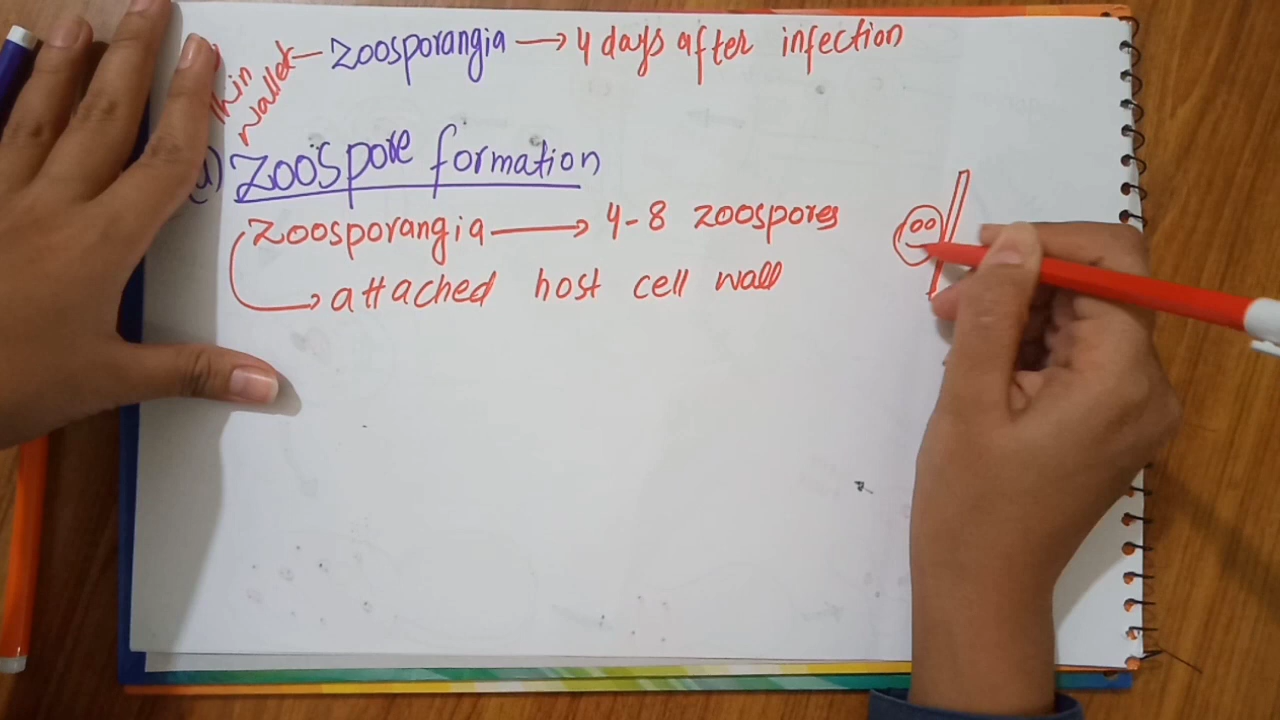 thin walled — Zoosporangia → 4 days after infection
Zoospore formation
Zoosporangia → 4-8 zoospores
→ attached host cell wall